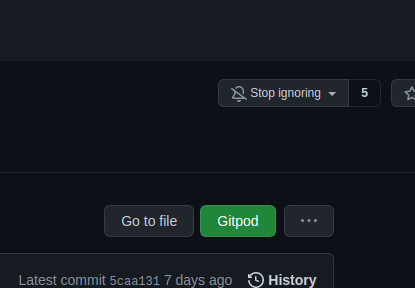 Stop ignoring 5
Go to file Gitpod ...
Latest commit 5caa131 7 days ago History